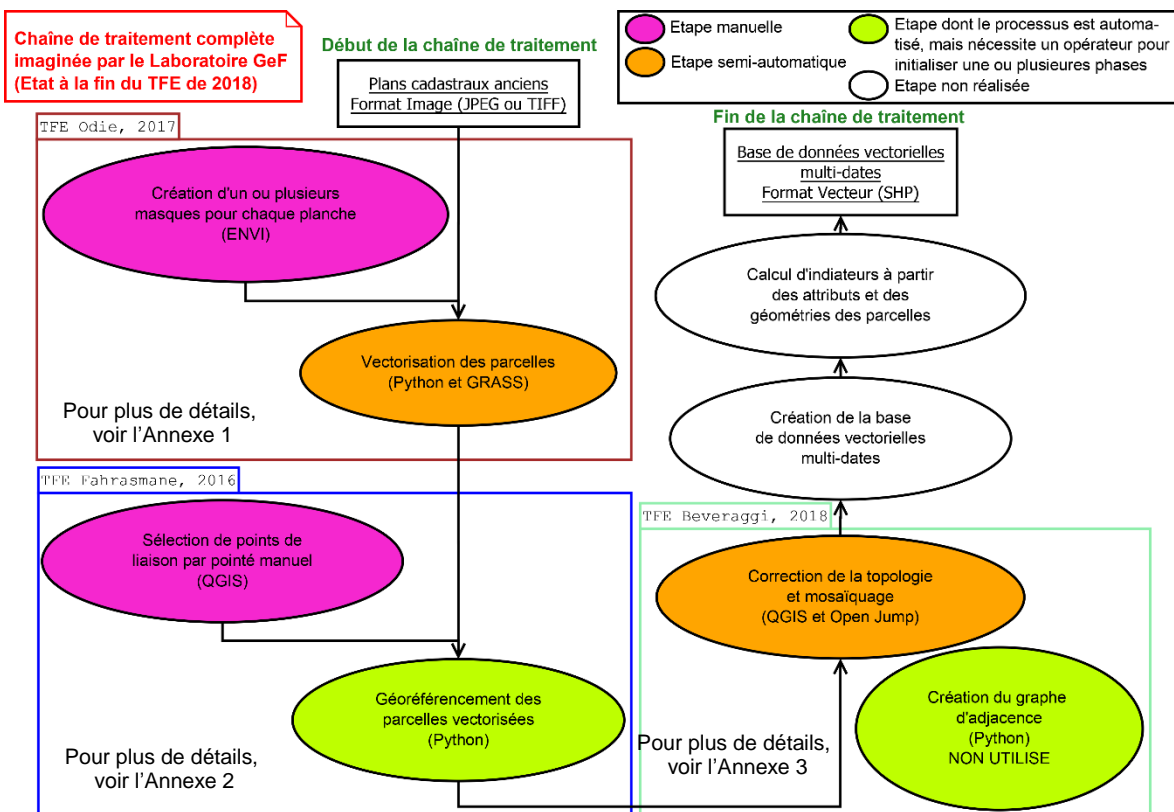 Chaîne de traitement complète
imaginée par le Laboratoire GeF
(Etat à la fin du TFE de 2018)
Début de la chaîne de traitement
Plans cadastraux anciens
Format Image (JPEG ou TIFF)
Etape manuelle
Etape semi-automatique
Etape dont le processus est automa-
tisé, mais nécessite un opérateur pour
initialiser une ou plusieurs phases
Etape non réalisée
TFE Odie, 2017
Création d'un ou plusieurs
masques pour chaque planche
(ENVI)
Vectorisation des parcelles
(Python et GRASS)
Pour plus de détails,
voir l'Annexe 1
TFE Fahrasmane, 2016
Sélection de points de
liaison par pointé manuel
(QGIS)
Géoréférencement des
parcelles vectorisées
(Python)
Pour plus de détails,
voir l'Annexe 2
Fin de la chaîne de traitement
Base de données vectorielles
multi-dates
Format Vecteur (SHP)
Calcul d'indiateurs à partir
des attributs et des
géométries des parcelles
Création de la base
de données vectorielles
multi-dates
TFE Beveraggi, 2018
Correction de la topologie
et mosaïquage
(QGIS et Open Jump)
Création du graphe
d'adjacence
(Python)
NON UTILISE
Pour plus de détails,
voir l'Annexe 3